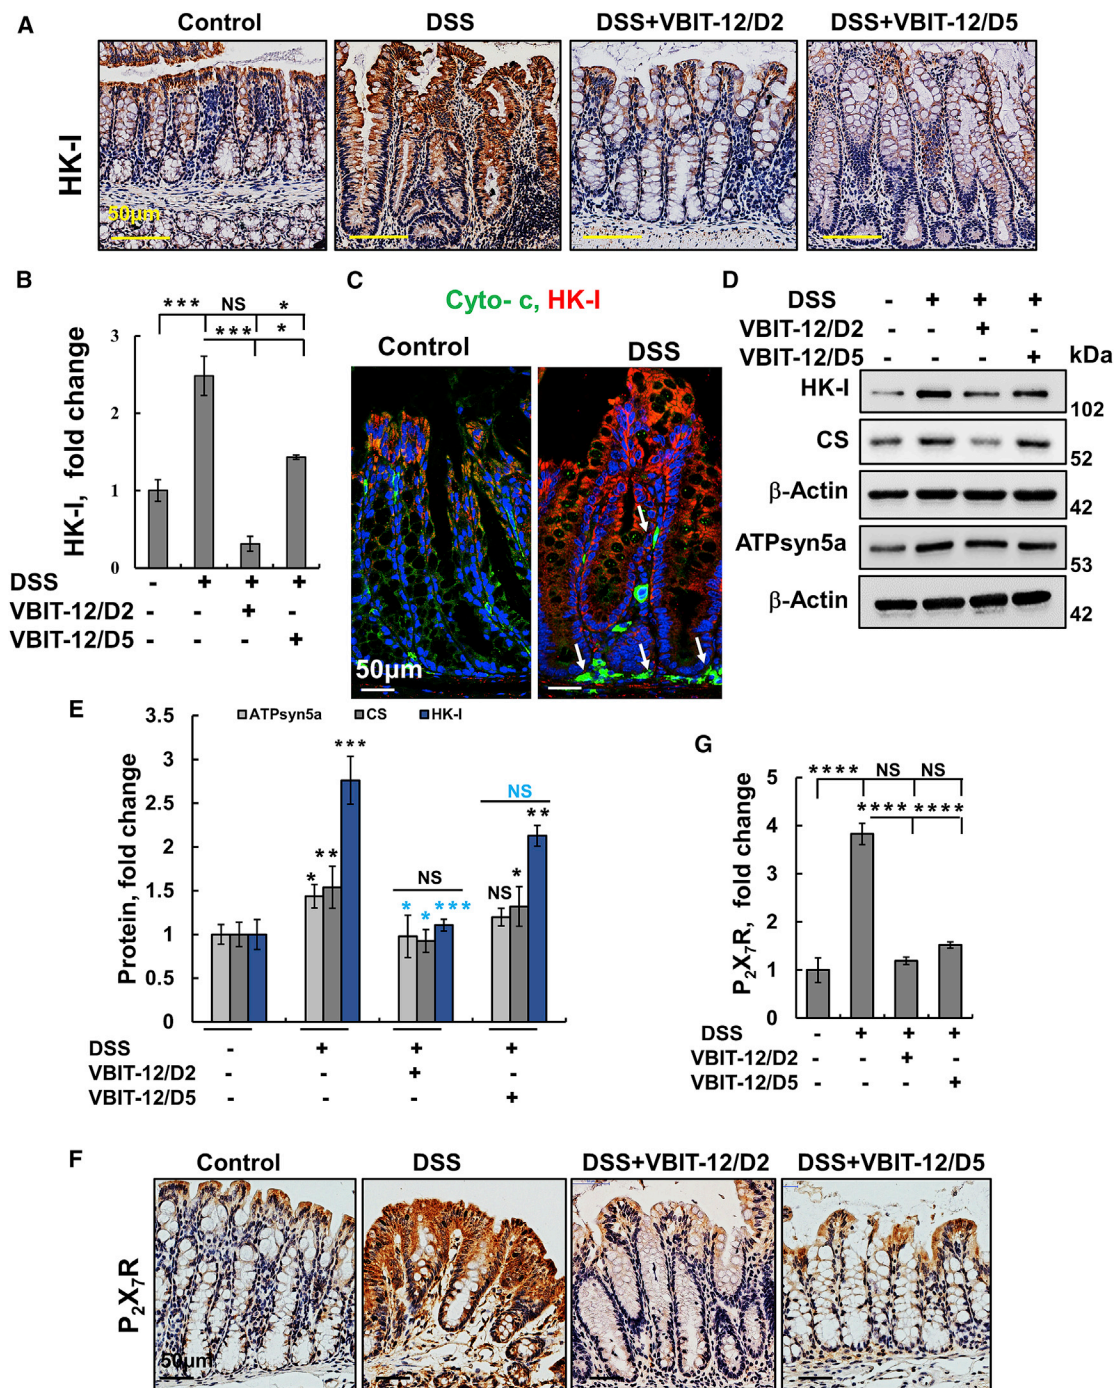 A
Control DSS DSS+VBIT-12/D2 DSS+VBIT-12/D5
HK-I
50µm
B
*** NS *
*** *
HK-I, fold change
3
2
1
0
DSS - + + +
VBIT-12/D2 - - + -
VBIT-12/D5 - - - +
C
Cyto- c, HK-I
Control DSS
50µm
D
DSS - + + +
VBIT-12/D2 - - + -
VBIT-12/D5 - - - + kDa
HK-I 102
CS 52
β-Actin 42
ATPsyn5a 53
β-Actin 42
E
ATPsyn5a CS HK-I
Protein, fold change
3.5
3
2.5
2
1.5
1
0.5
0
* ** ***
NS
* * ***
NS
NS * **
DSS - + + +
VBIT-12/D2 - - + -
VBIT-12/D5 - - - +
G
**** NS NS
**** ****
P₂X₇R, fold change
5
4
3
2
1
0
DSS - + + +
VBIT-12/D2 - - + -
VBIT-12/D5 - - - +
F
Control DSS DSS+VBIT-12/D2 DSS+VBIT-12/D5
P₂X₇R
50µm